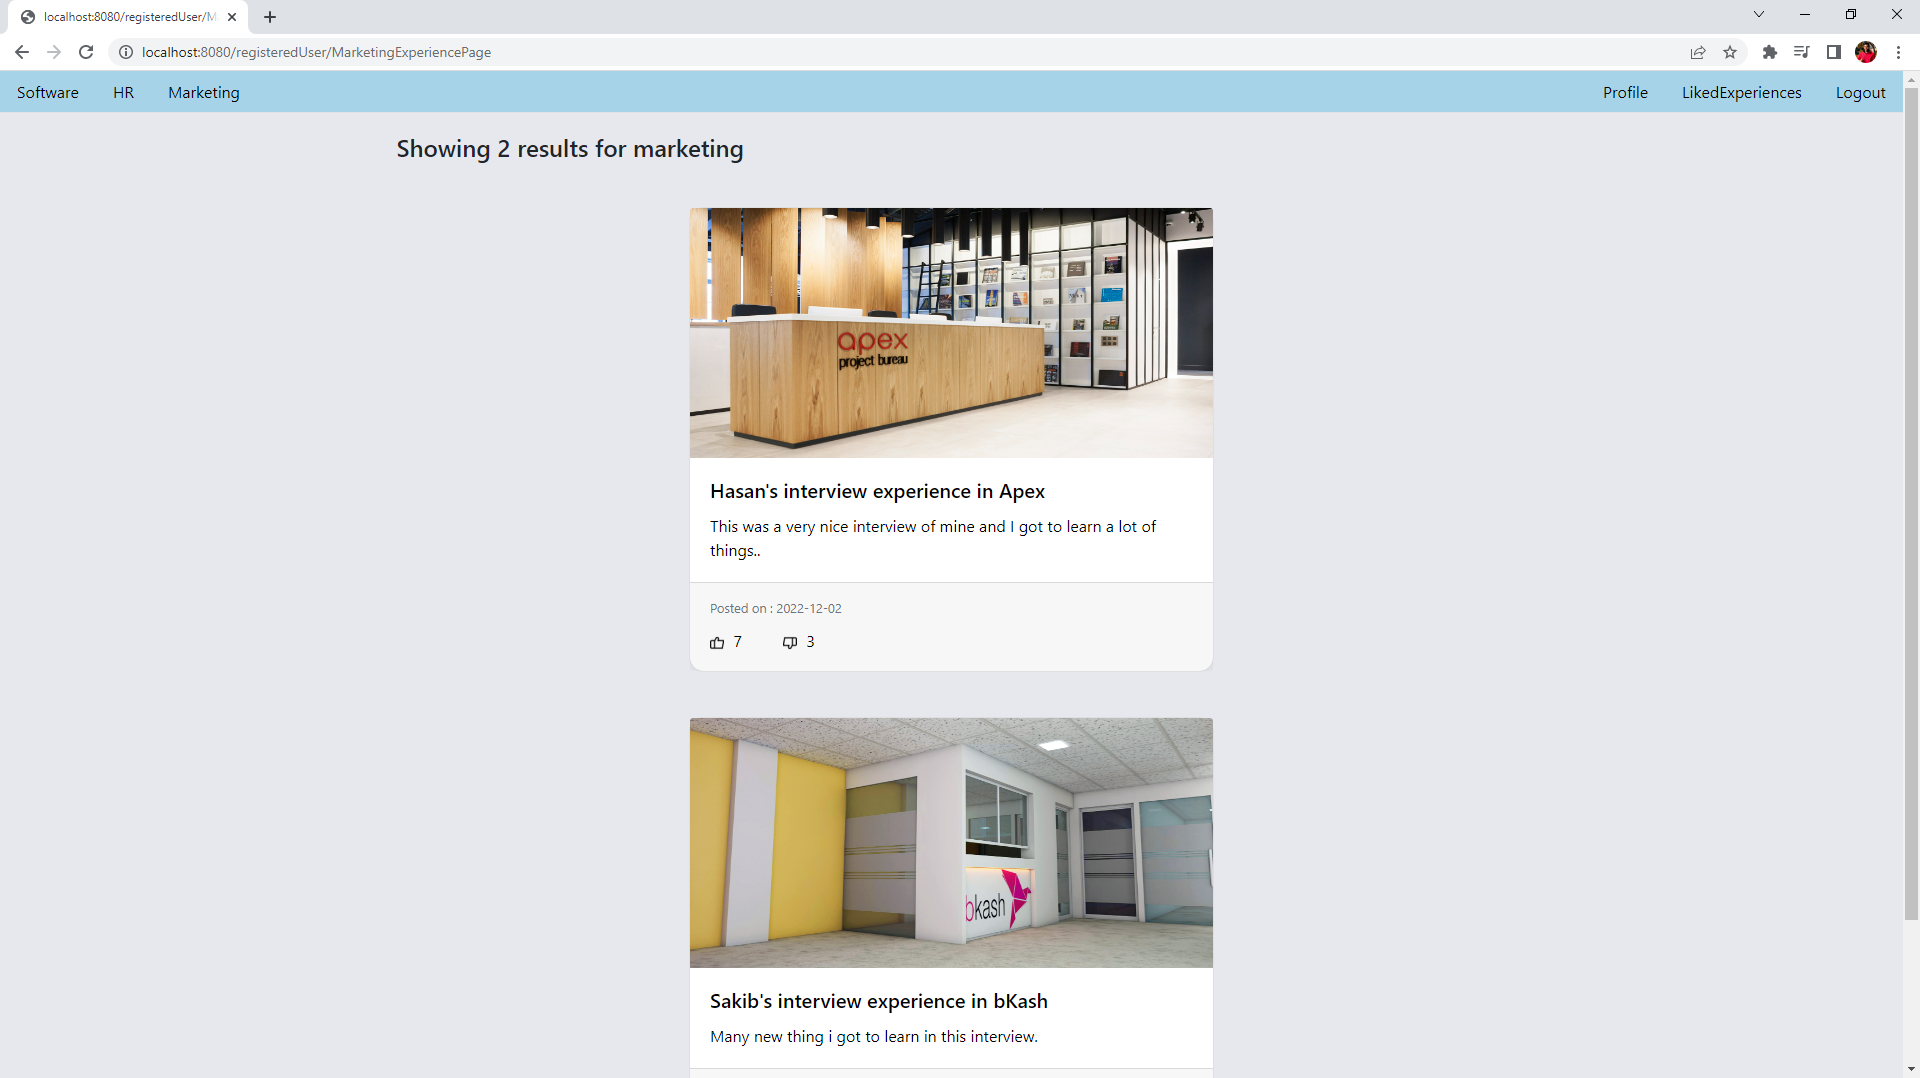 localhost:8080/registeredUser/M
localhost:8080/registeredUser/MarketingExperiencePage
Software HR Marketing Profile LikedExperiences Logout
Showing 2 results for marketing
apex
project bureau
Hasan's interview experience in Apex
This was a very nice interview of mine and I got to learn a lot of
things..
Posted on : 2022-12-02
7 3
bkash
Sakib's interview experience in bKash
Many new thing i got to learn in this interview.